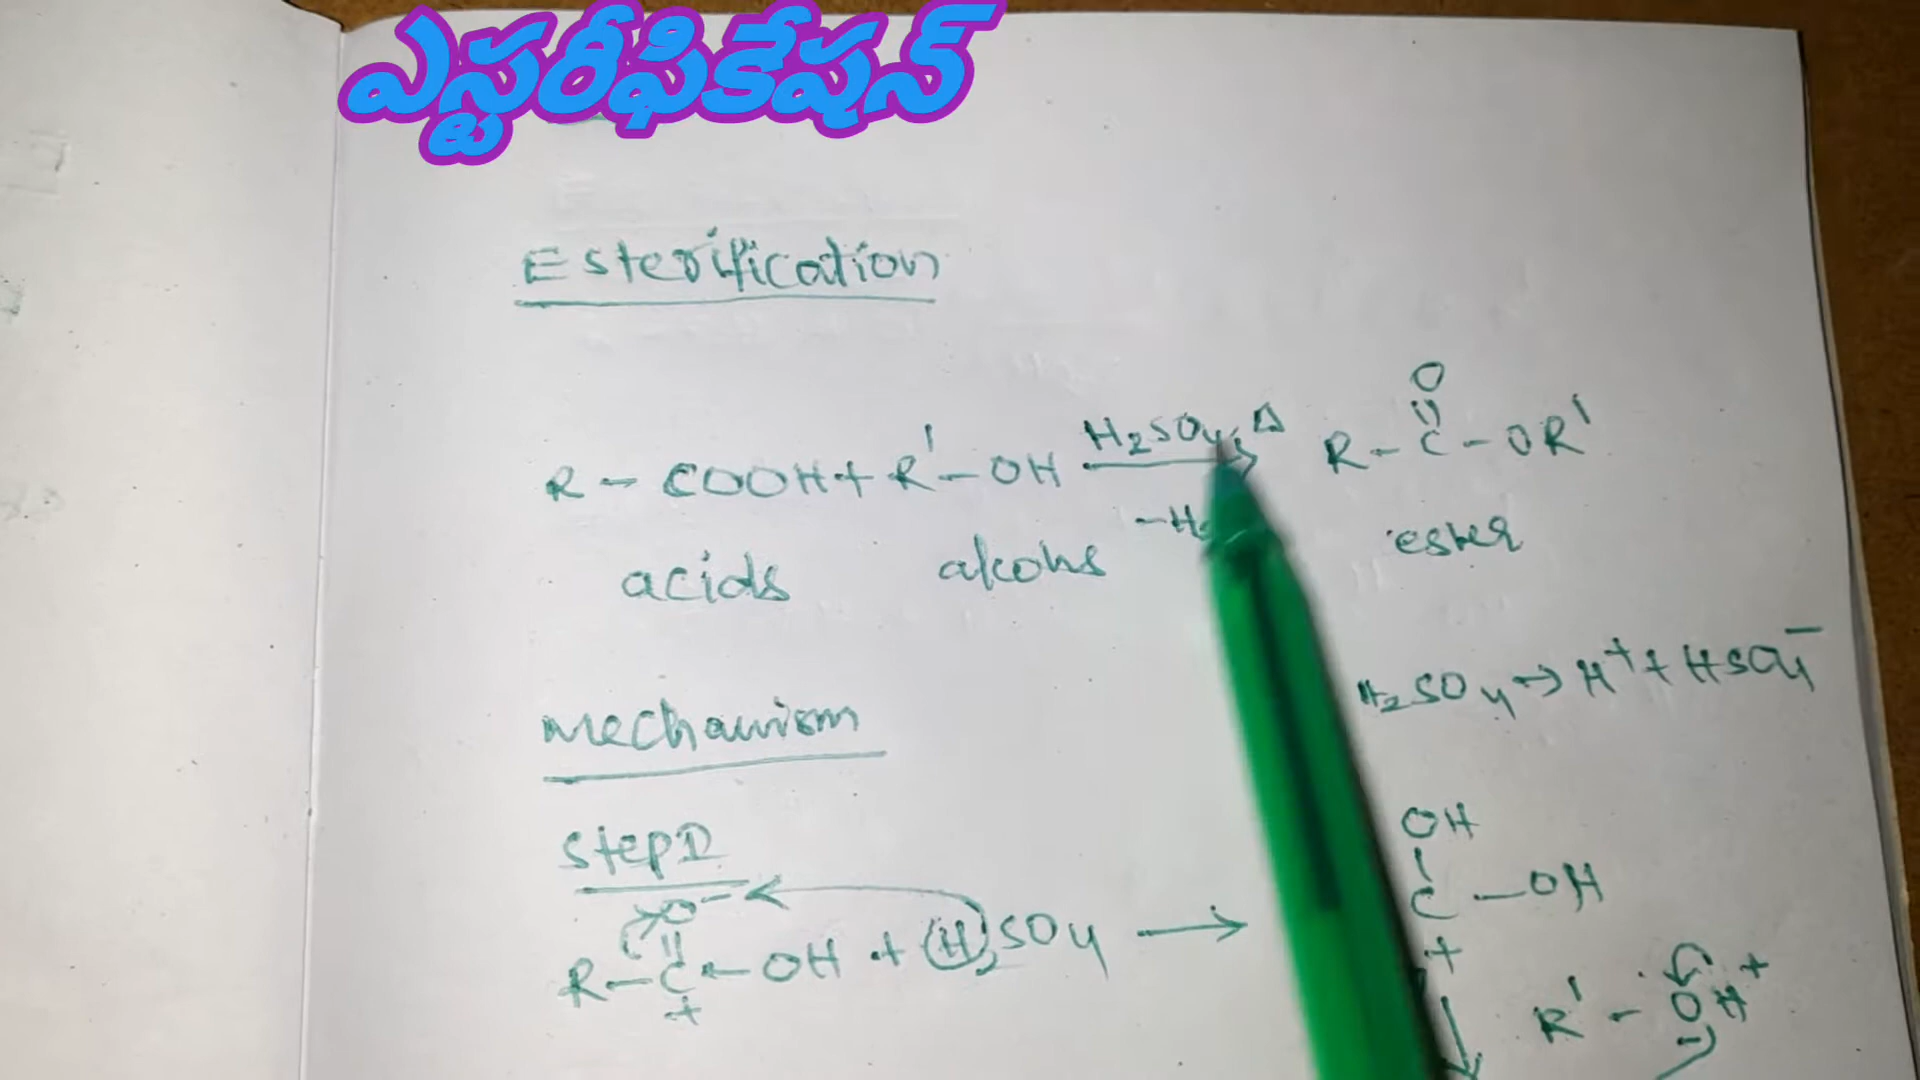 ఎస్టరీఫికేషన్
Esterification
R - COOH + R' - OH H2SO4, Δ R - C - OR'
O
-H
acids alcohs ester
H2SO4 → H+ + HSO4-
Mechanism
Step I
O-
R - C - OH + H2SO4 →
+
OH
C - OH
+
R' - OH+